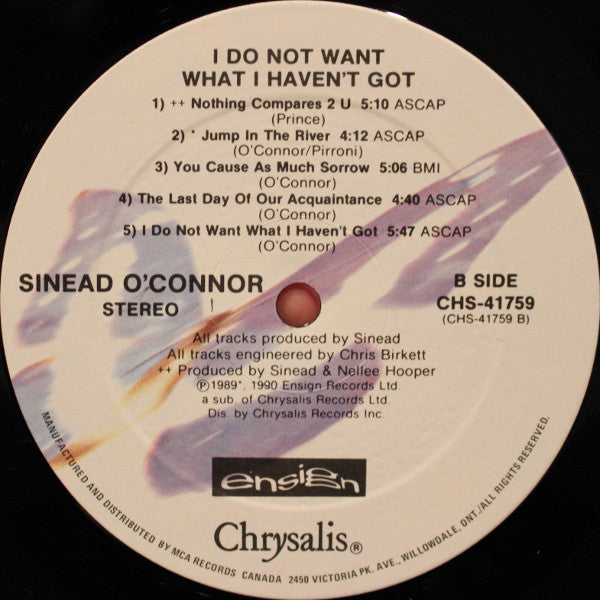 I DO NOT WANT
WHAT I HAVEN'T GOT
1) ++ Nothing Compares 2 U 5:10 ASCAP
(Prince)
2) * Jump In The River 4:12 ASCAP
(O'Connor/Pirroni)
3) You Cause As Much Sorrow 5:06 BMI
(O'Connor)
4) The Last Day Of Our Acquaintance 4:40 ASCAP
(O'Connor)
5) I Do Not Want What I Haven't Got 5:47 ASCAP
(O'Connor)
SINEAD O'CONNOR
STEREO
B SIDE
CHS-41759
(CHS-41759 B)
All tracks produced by Sinead
All tracks engineered by Chris Birkett
++ Produced by Sinead & Nellee Hooper
℗1989*, 1990 Ensign Records Ltd.
a sub. of Chrysalis Records Ltd.
Dis. by Chrysalis Records Inc.
ensign
Chrysalis®
MANUFACTURED AND DISTRIBUTED BY MCA RECORDS CANADA 2450 VICTORIA PK. AVE., WILLOWDALE, ONT./ALL RIGHTS RESERVED.